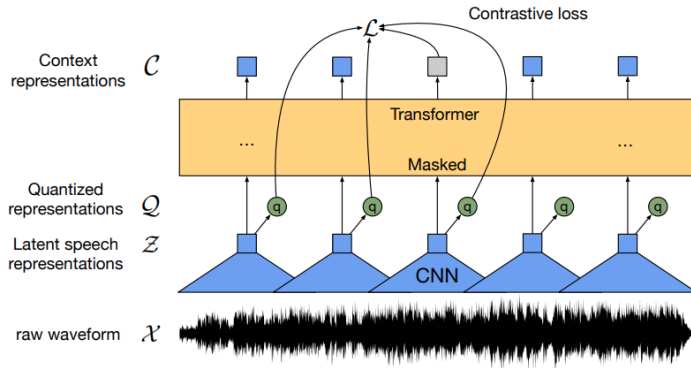 Contrastive loss
ℒ
Context
representations
𝒞
Transformer
...
...
Masked
Quantized
representations
𝒬
q
q
q
q
q
Latent speech
representations
𝒵
CNN
raw waveform
𝒳